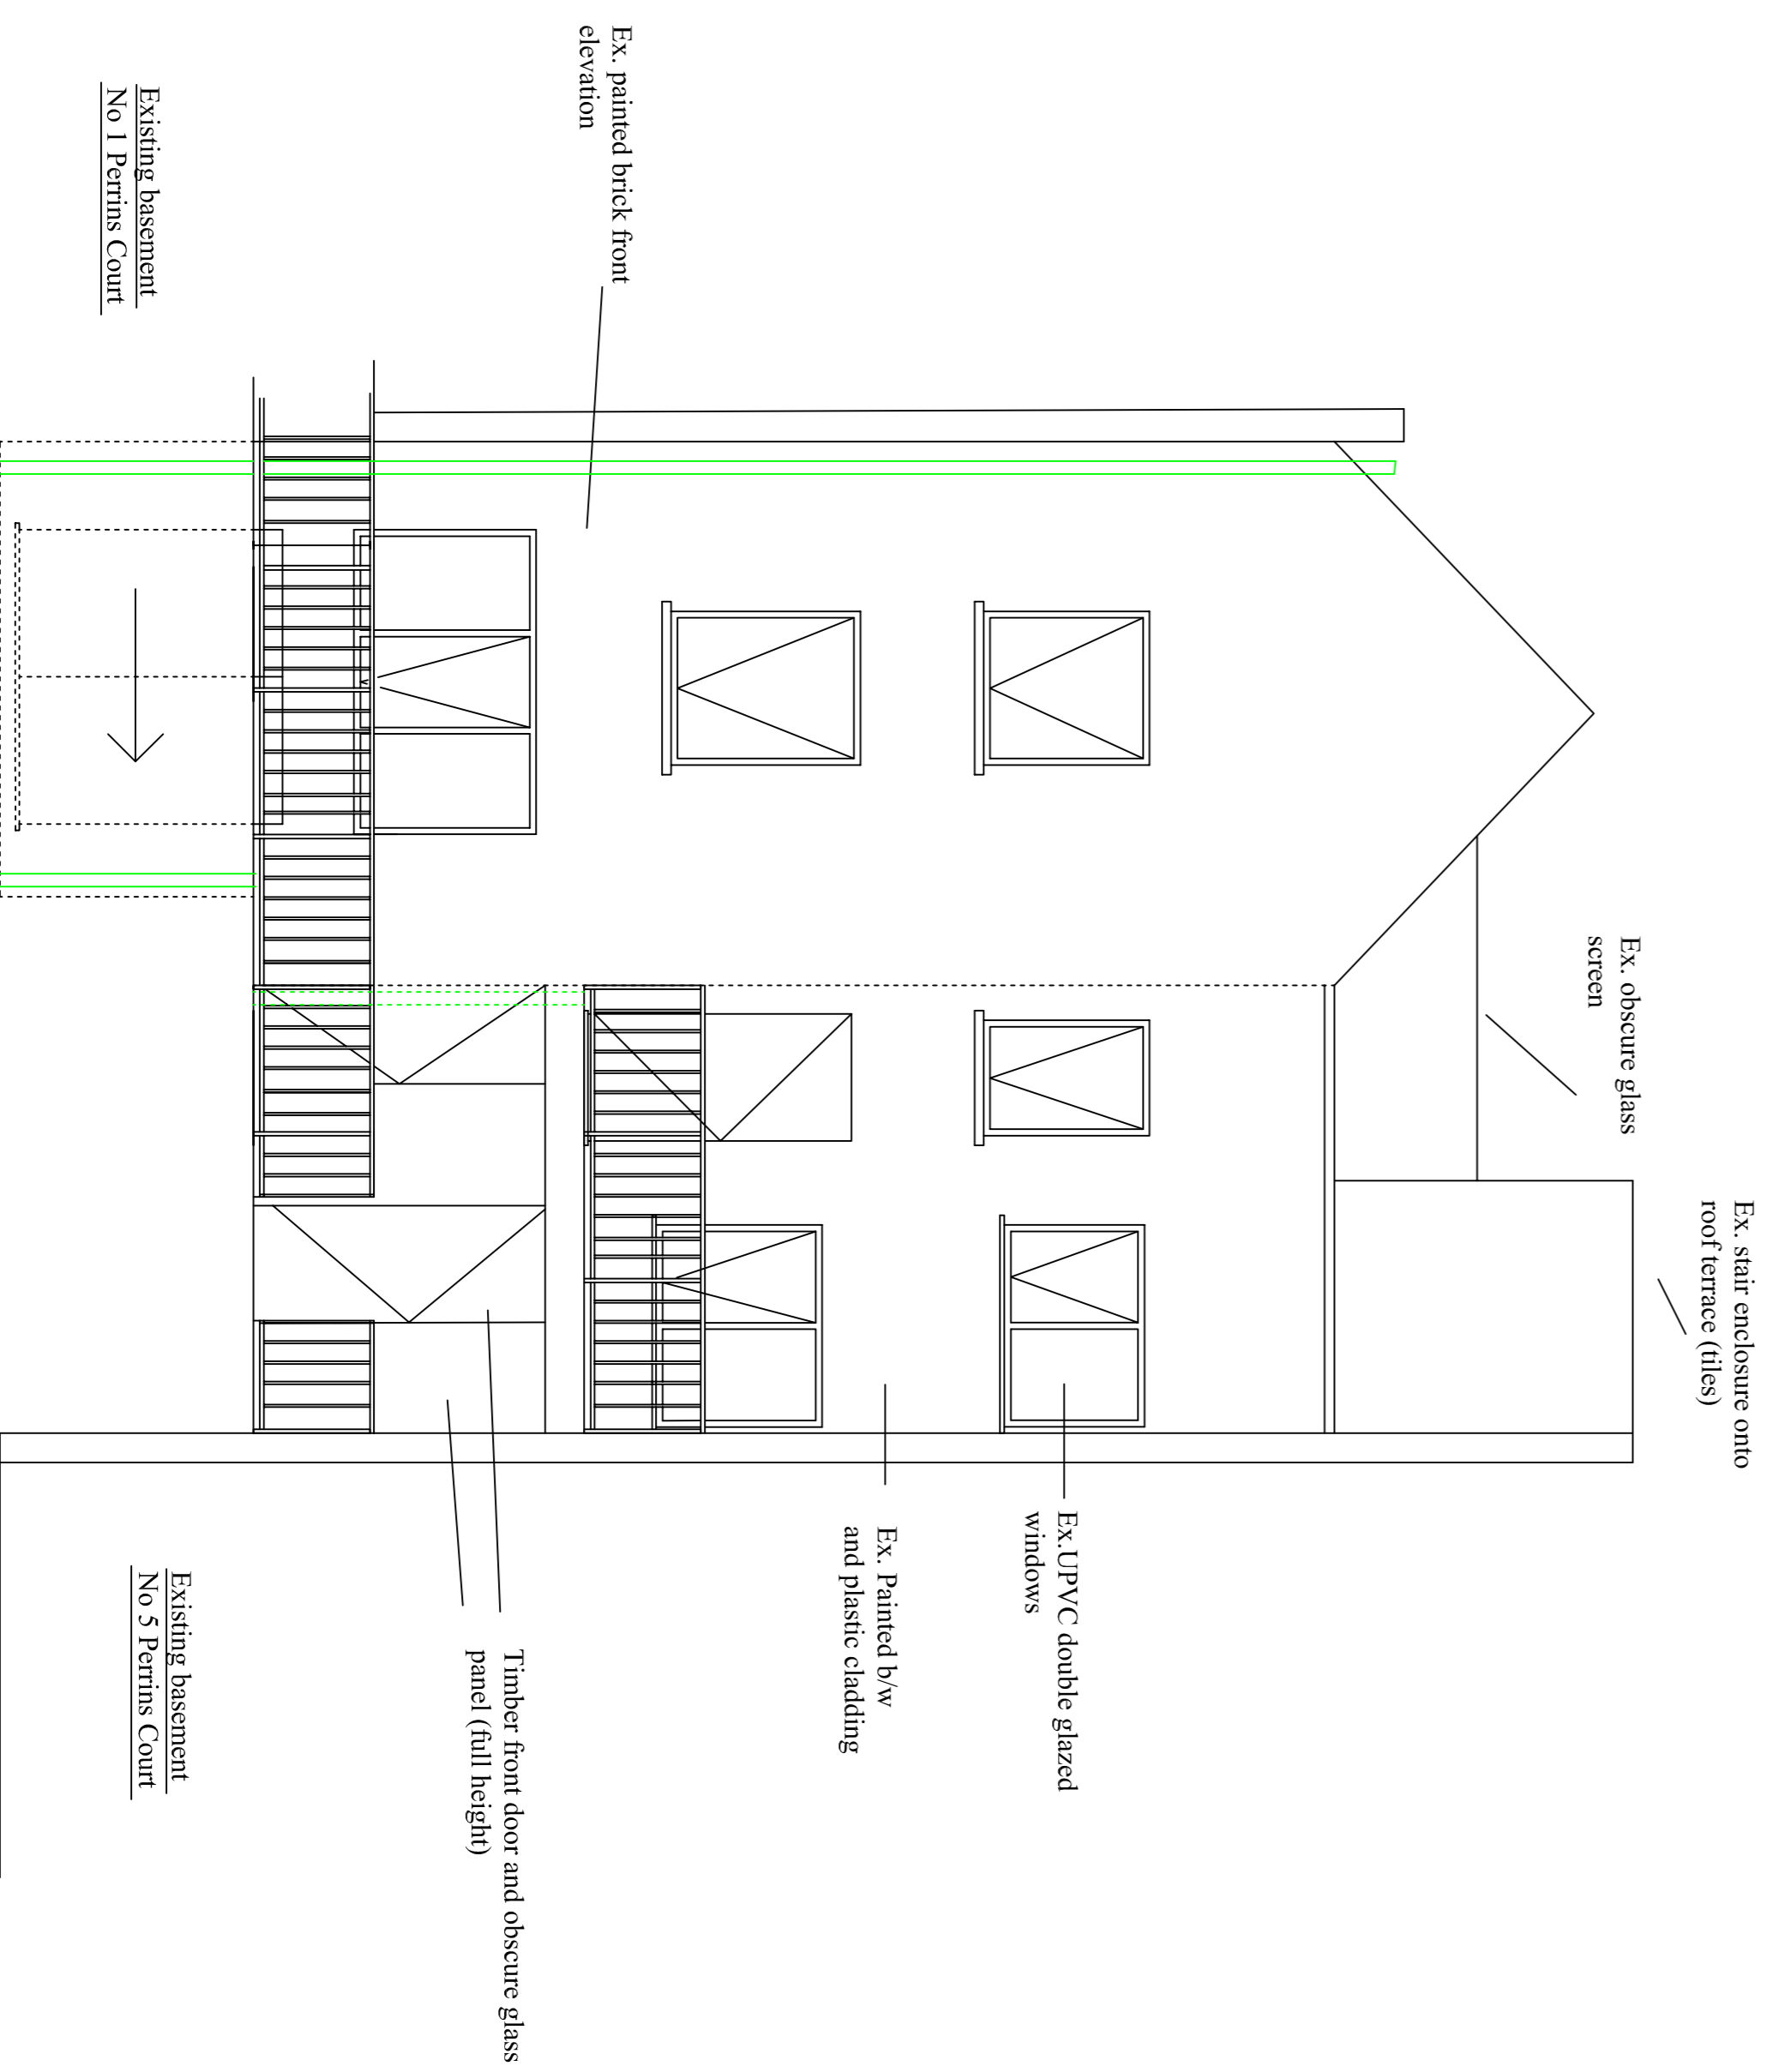 Ex. stair enclosure onto
roof terrace (tiles)
Ex. obscure glass
screen
Ex.UPVC double glazed
windows
Ex. Painted b/w
and plastic cladding
Ex. painted brick front
elevation
Timber front door and obscure glass
panel (full height)
Existing basement
No 5 Perrins Court
Existing basement
No 1 Perrins Court